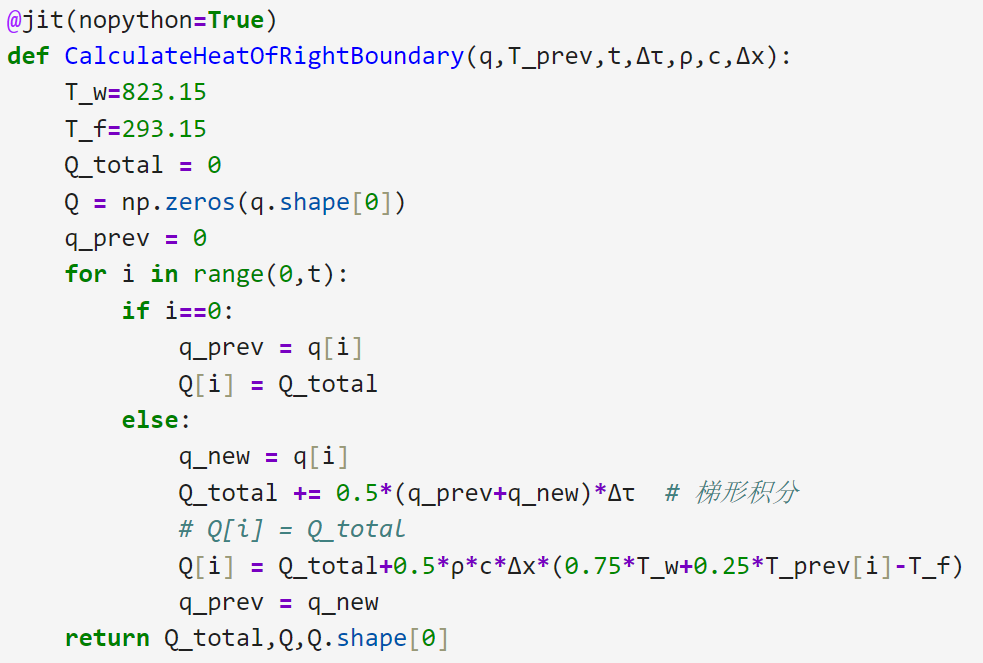 @jit(nopython=True)
def CalculateHeatOfRightBoundary(q,T_prev,t,Δτ,ρ,c,Δx):
    T_w=823.15
    T_f=293.15
    Q_total = 0
    Q = np.zeros(q.shape[0])
    q_prev = 0
    for i in range(0,t):
        if i==0:
            q_prev = q[i]
            Q[i] = Q_total
        else:
            q_new = q[i]
            Q_total += 0.5*(q_prev+q_new)*Δτ  # 梯形积分
            # Q[i] = Q_total
            Q[i] = Q_total+0.5*ρ*c*Δx*(0.75*T_w+0.25*T_prev[i]-T_f)
            q_prev = q_new
    return Q_total,Q,Q.shape[0]